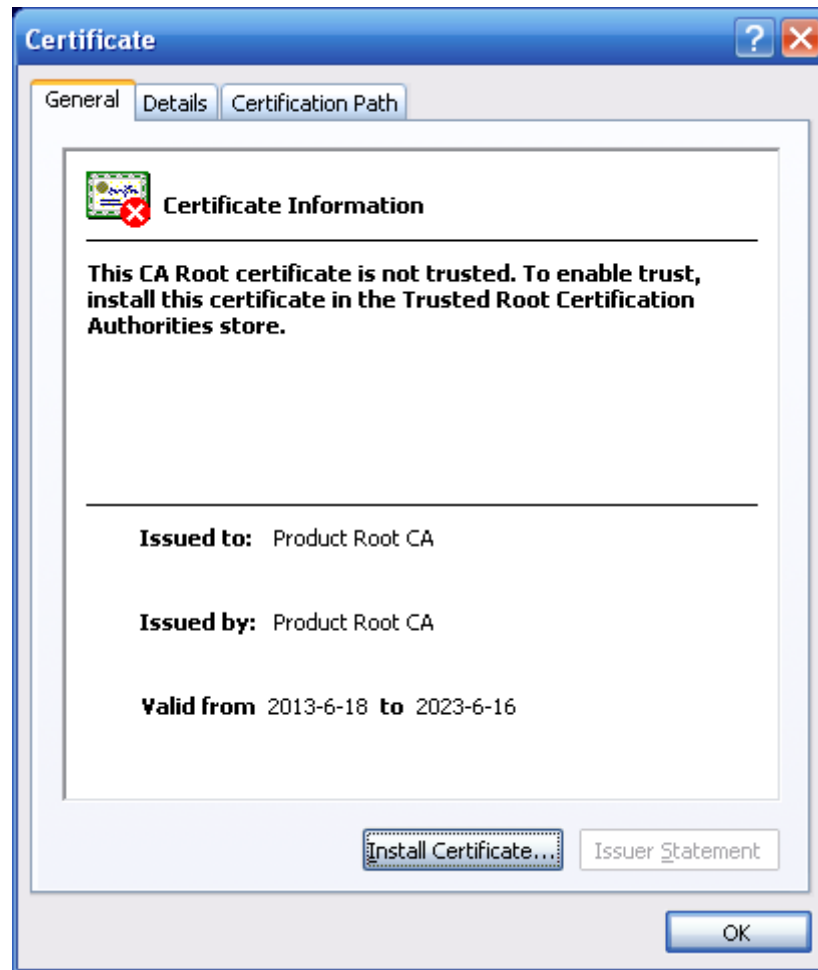 Certificate
General Details Certification Path
Certificate Information
This CA Root certificate is not trusted. To enable trust,
install this certificate in the Trusted Root Certification
Authorities store.
Issued to: Product Root CA
Issued by: Product Root CA
Valid from 2013-6-18 to 2023-6-16
Install Certificate... Issuer Statement
OK